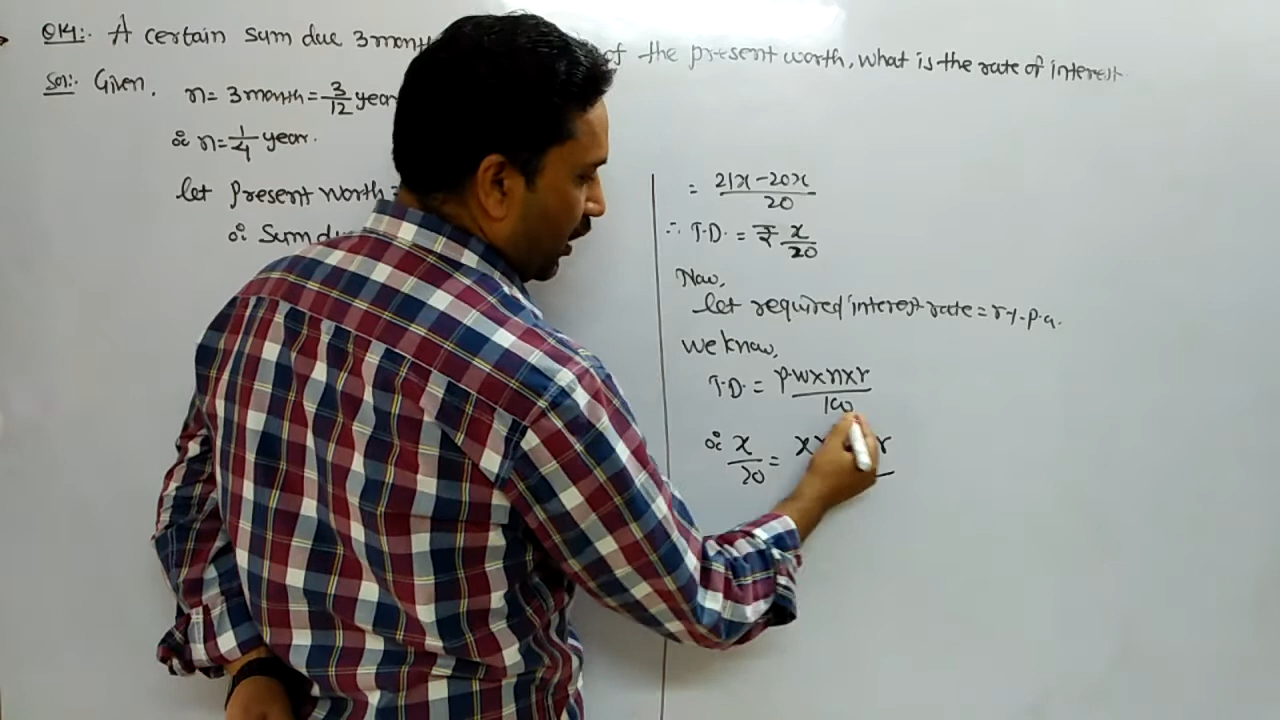 Q14:. A certain sum due 3 month of the present worth, what is the rate of interest.
Sol:. Given,
n = 3 month = 3/12 year
∴ n = 1/4 year.
let Present Worth =
∴ Sum du
= 21x-20x/20
∴ T.D. = ₹ x/20
Now,
let required interest rate = r%. p.a.
we know,
T.D. = P.W×n×r/100
∴ x/20 = x× r